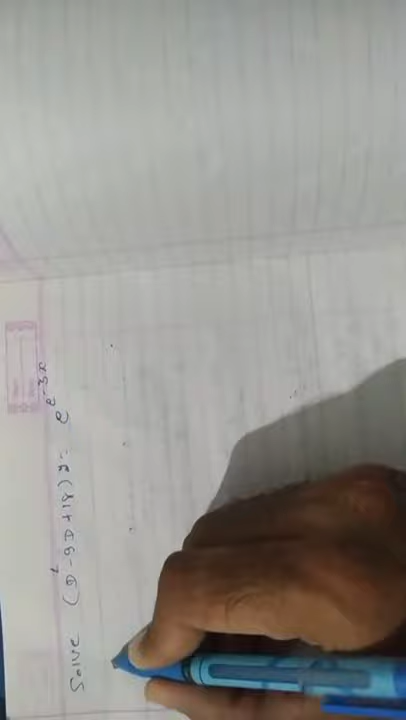 Solve (D² - 9D + 18) y = e^e^-3x